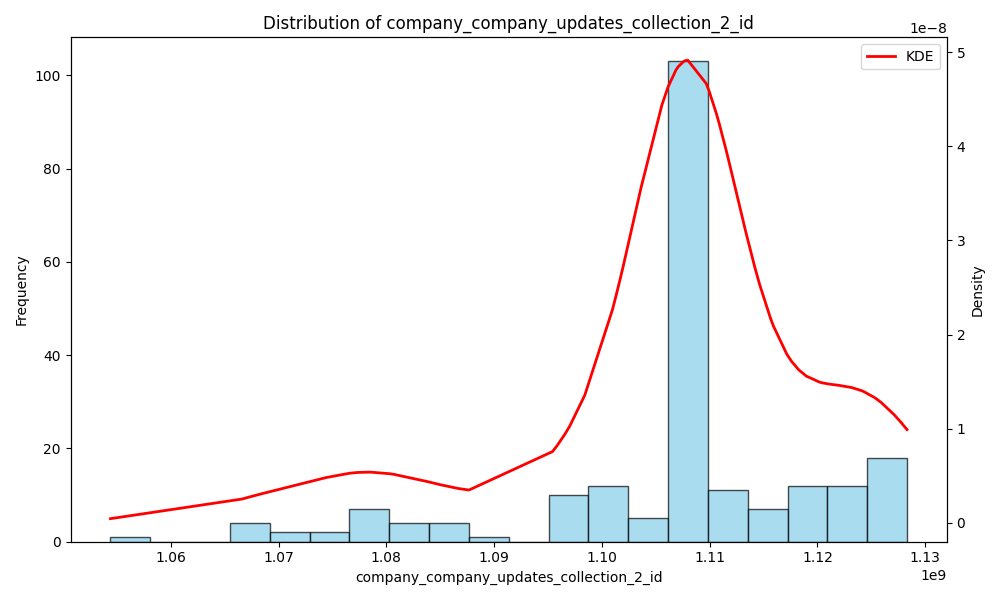 Distribution of company_company_updates_collection_2_id
1e−8
KDE
Frequency
Density
100
80
60
40
20
0
5
4
3
2
1
0
1.06 1.07 1.08 1.09 1.10 1.11 1.12 1.13
1e9
company_company_updates_collection_2_id